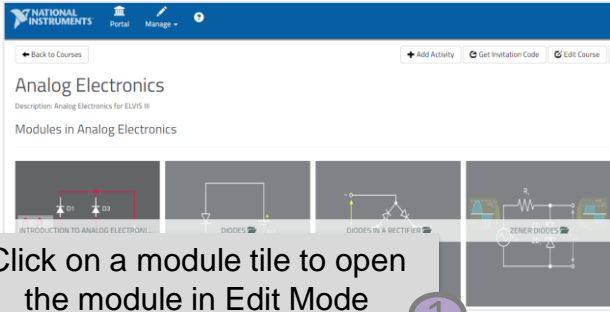 NATIONAL INSTRUMENTS
Portal
Manage
Back to Courses
Add Activity
Get Invitation Code
Edit Course
Analog Electronics
Description: Analog Electronics for ELVIS III
Modules in Analog Electronics
D1
D3
R
INTRODUCTION TO ANALOG ELECTRONI...
DIODES
DIODES IN A RECTIFIER
ZENER DIODES
Click on a module tile to open
the module in Edit Mode
1